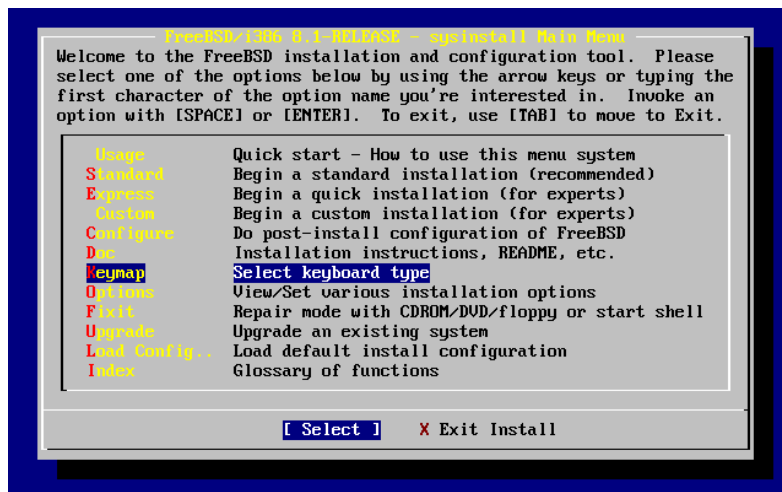 FreeBSD/i386 8.1-RELEASE - sysinstall Main Menu
Welcome to the FreeBSD installation and configuration tool.  Please
select one of the options below by using the arrow keys or typing the
first character of the option name you're interested in.  Invoke an
option with [SPACE] or [ENTER].  To exit, use [TAB] to move to Exit.
Usage Quick start - How to use this menu system
Standard Begin a standard installation (recommended)
Express Begin a quick installation (for experts)
Custom Begin a custom installation (for experts)
Configure Do post-install configuration of FreeBSD
Doc Installation instructions, README, etc.
Keymap Select keyboard type
Options View/Set various installation options
Fixit Repair mode with CDROM/DVD/floppy or start shell
Upgrade Upgrade an existing system
Load Config.. Load default install configuration
Index Glossary of functions
[ Select ] X Exit Install